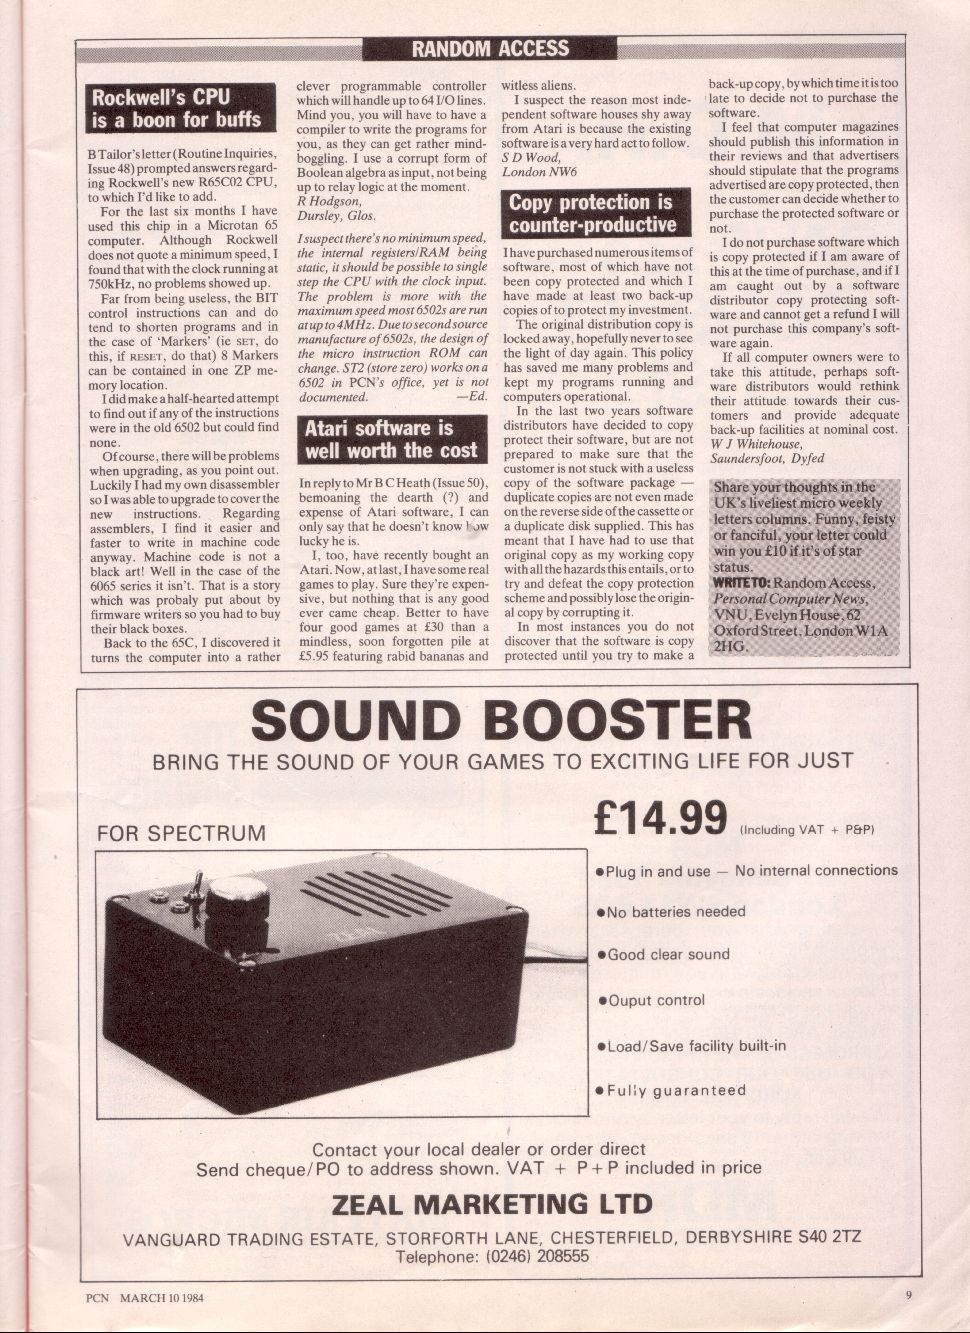 RANDOM ACCESS
Rockwell's CPU
is a boon for buffs
B Tailor's letter (Routine Inquiries,
Issue 48) prompted answers regard-
ing Rockwell's new R65C02 CPU,
to which I'd like to add.
For the last six months I have
used this chip in a Microtan 65
computer. Although Rockwell
does not quote a minimum speed, I
found that with the clock running at
750kHz, no problems showed up.
Far from being useless, the BIT
control instructions can and do
tend to shorten programs and in
the case of 'Markers' (ie SET, do
this, if RESET, do that) 8 Markers
can be contained in one ZP me-
mory location.
I did make a half-hearted attempt
to find out if any of the instructions
were in the old 6502 but could find
none.
Of course, there will be problems
when upgrading, as you point out.
Luckily I had my own disassembler
so I was able to upgrade to cover the
new instructions. Regarding
assemblers, I find it easier and
faster to write in machine code
anyway. Machine code is not a
black art! Well in the case of the
6065 series it isn't. That is a story
which was probaly put about by
firmware writers so you had to buy
their black boxes.
Back to the 65C, I discovered it
turns the computer into a rather
clever programmable controller
which will handle up to 64 I/O lines.
Mind you, you will have to have a
compiler to write the programs for
you, as they can get rather mind-
boggling. I use a corrupt form of
Boolean algebra as input, not being
up to relay logic at the moment.
R Hodgson,
Dursley, Glos.
I suspect there's no minimum speed,
the internal registers/RAM being
static, it should be possible to single
step the CPU with the clock input.
The problem is more with the
maximum speed most 6502s are run
at up to 4MHz. Due to second source
manufacture of 6502s, the design of
the micro instruction ROM can
change. ST2 (store zero) works on a
6502 in PCN's office, yet is not
documented. —Ed.
Atari software is
well worth the cost
In reply to Mr B C Heath (Issue 50),
bemoaning the dearth (?) and
expense of Atari software, I can
only say that he doesn't know how
lucky he is.
I, too, have recently bought an
Atari. Now, at last, I have some real
games to play. Sure they're expen-
sive, but nothing that is any good
ever came cheap. Better to have
four good games at £30 than a
mindless, soon forgotten pile at
£5.95 featuring rabid bananas and
witless aliens.
I suspect the reason most inde-
pendent software houses shy away
from Atari is because the existing
software is a very hard act to follow.
S D Wood,
London NW6
Copy protection is
counter-productive
I have purchased numerous items of
software, most of which have not
been copy protected and which I
have made at least two back-up
copies of to protect my investment.
The original distribution copy is
locked away, hopefully never to see
the light of day again. This policy
has saved me many problems and
kept my programs running and
computers operational.
In the last two years software
distributors have decided to copy
protect their software, but are not
prepared to make sure that the
customer is not stuck with a useless
copy of the software package —
duplicate copies are not even made
on the reverse side of the cassette or
a duplicate disk supplied. This has
meant that I have had to use that
original copy as my working copy
with all the hazards this entails, or to
try and defeat the copy protection
scheme and possibly lose the origin-
al copy by corrupting it.
In most instances you do not
discover that the software is copy
protected until you try to make a
back-up copy, by which time it is too
late to decide not to purchase the
software.
I feel that computer magazines
should publish this information in
their reviews and that advertisers
should stipulate that the programs
advertised are copy protected, then
the customer can decide whether to
purchase the protected software or
not.
I do not purchase software which
is copy protected if I am aware of
this at the time of purchase, and if I
am caught out by a software
distributor copy protecting soft-
ware and cannot get a refund I will
not purchase this company's soft-
ware again.
If all computer owners were to
take this attitude, perhaps soft-
ware distributors would rethink
their attitude towards their cus-
tomers and provide adequate
back-up facilities at nominal cost.
W J Whitehouse,
Saundersfoot, Dyfed
Share your thoughts in the
UK's liveliest micro weekly
letters columns. Funny, feisty
or fanciful, your letter could
win you £10 if it's of star
status.
WRITE TO: Random Access,
Personal Computer News,
VNU, Evelyn House, 62
Oxford Street, London W1A
2HG.
SOUND BOOSTER
BRING THE SOUND OF YOUR GAMES TO EXCITING LIFE FOR JUST
£14.99 (Including VAT + P&P)
FOR SPECTRUM
ZEAL
●Plug in and use — No internal connections
●No batteries needed
●Good clear sound
●Ouput control
●Load/Save facility built-in
●Fully guaranteed
Contact your local dealer or order direct
Send cheque/PO to address shown. VAT + P+P included in price
ZEAL MARKETING LTD
VANGUARD TRADING ESTATE, STORFORTH LANE, CHESTERFIELD, DERBYSHIRE S40 2TZ
Telephone: (0246) 208555
PCN MARCH 10 1984
9